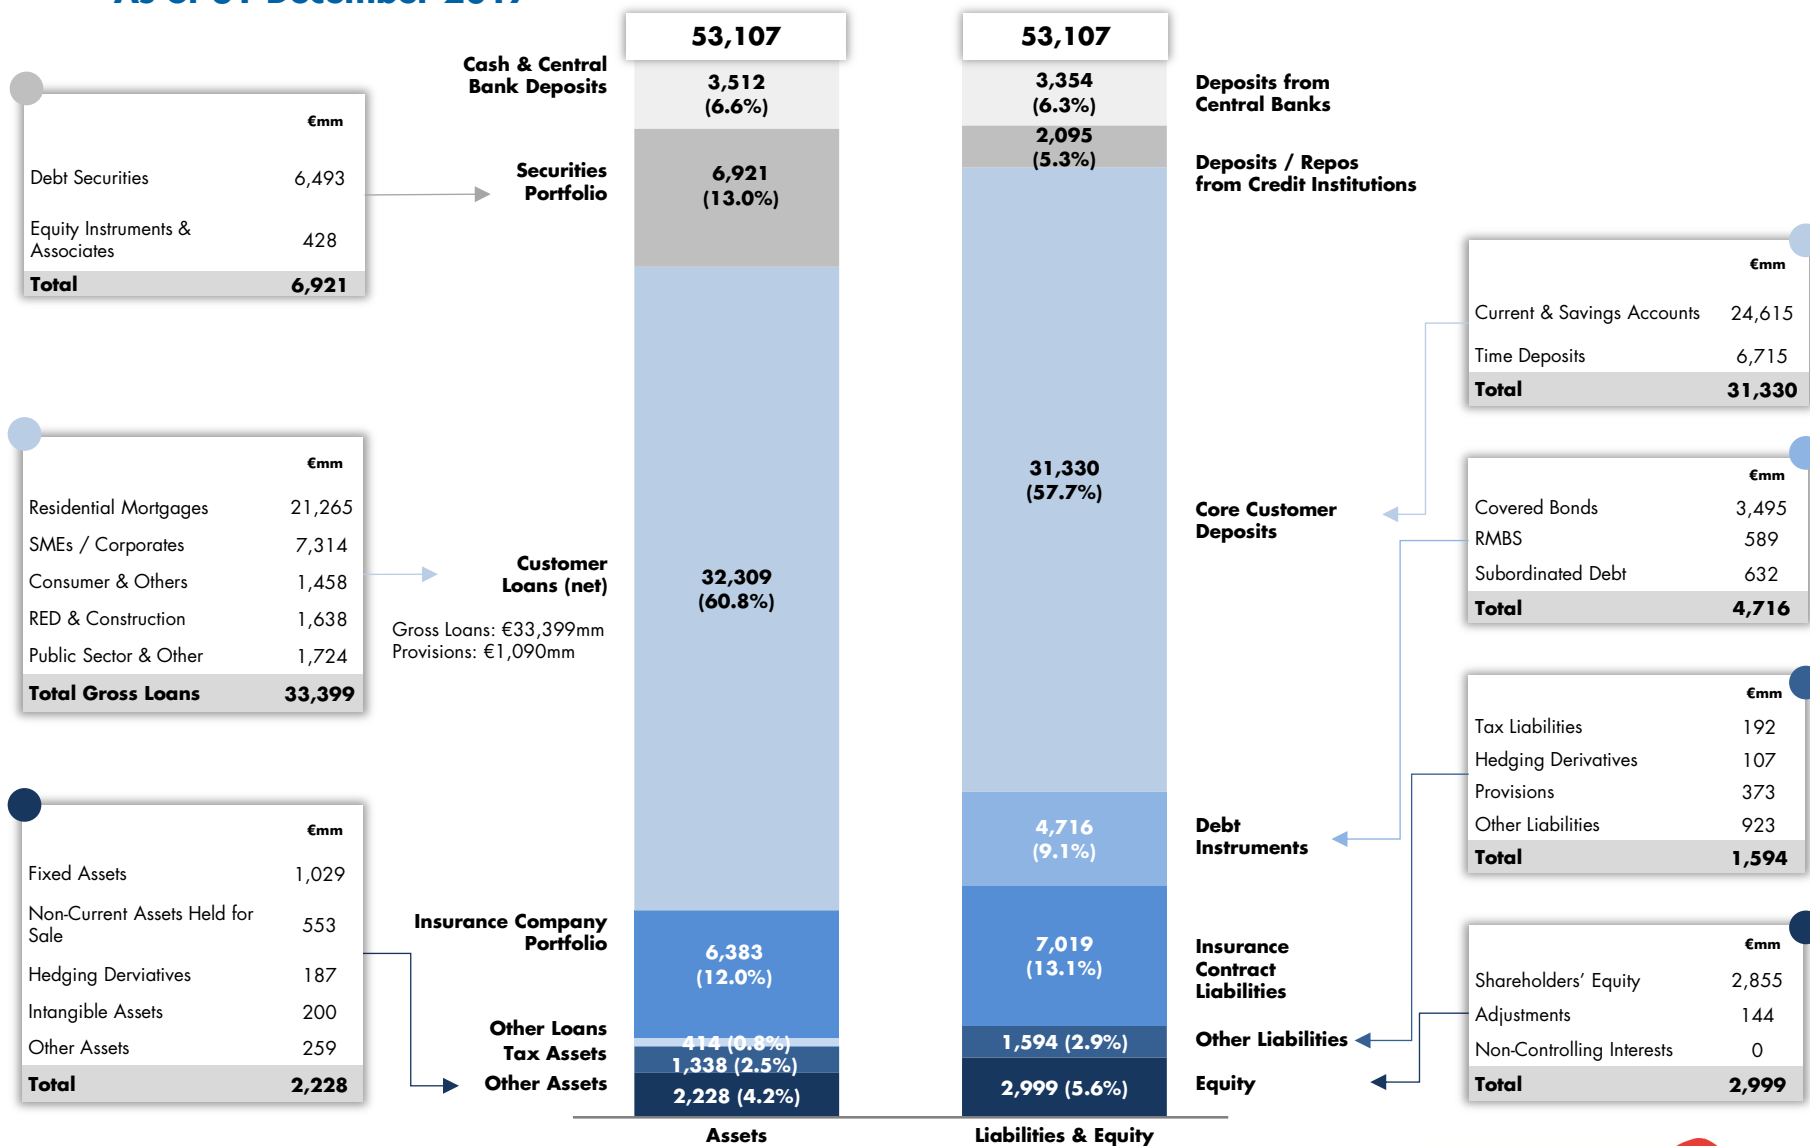 53,107
53,107
Cash & Central
Bank Deposits
3,512
(6.6%)
3,354
(6.3%)
Deposits from
Central Banks
€mm
Debt Securities 6,493
Equity Instruments &
Associates 428
Total 6,921
Securities
Portfolio
6,921
(13.0%)
2,095
(5.3%)
Deposits / Repos
from Credit Institutions
€mm
Current & Savings Accounts 24,615
Time Deposits 6,715
Total 31,330
€mm
Residential Mortgages 21,265
SMEs / Corporates 7,314
Consumer & Others 1,458
RED & Construction 1,638
Public Sector & Other 1,724
Total Gross Loans 33,399
Customer
Loans (net)
Gross Loans: €33,399mm
Provisions: €1,090mm
32,309
(60.8%)
31,330
(57.7%)
Core Customer
Deposits
€mm
Covered Bonds 3,495
RMBS 589
Subordinated Debt 632
Total 4,716
€mm
Tax Liabilities 192
Hedging Derivatives 107
Provisions 373
Other Liabilities 923
Total 1,594
4,716
(9.1%)
Debt
Instruments
€mm
Fixed Assets 1,029
Non-Current Assets Held for
Sale 553
Hedging Derviatives 187
Intangible Assets 200
Other Assets 259
Total 2,228
Insurance Company
Portfolio
6,383
(12.0%)
7,019
(13.1%)
Insurance
Contract
Liabilities
€mm
Shareholders’ Equity 2,855
Adjustments 144
Non-Controlling Interests 0
Total 2,999
Other Loans
414 (0.8%)
Tax Assets
1,338 (2.5%)
Other Assets
2,228 (4.2%)
1,594 (2.9%)
Other Liabilities
2,999 (5.6%)
Equity
Assets
Liabilities & Equity